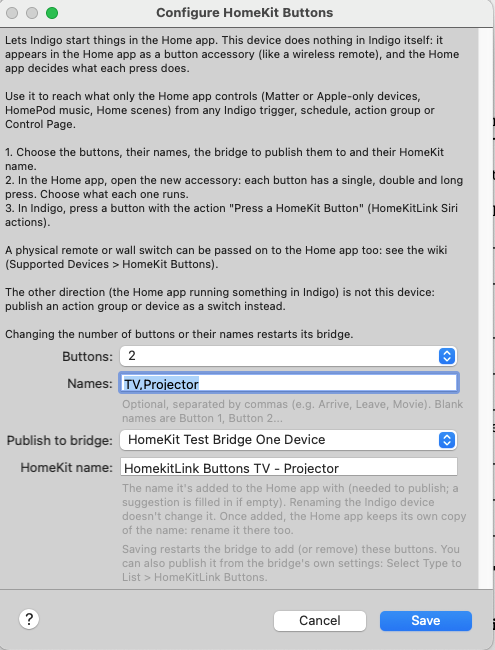 Configure HomeKit Buttons
Lets Indigo start things in the Home app. This device does nothing in Indigo itself: it
appears in the Home app as a button accessory (like a wireless remote), and the Home
app decides what each press does.
Use it to reach what only the Home app controls (Matter or Apple-only devices,
HomePod music, Home scenes) from any Indigo trigger, schedule, action group or
Control Page.
1. Choose the buttons, their names, the bridge to publish them to and their HomeKit
name.
2. In the Home app, open the new accessory: each button has a single, double and long
press. Choose what each one runs.
3. In Indigo, press a button with the action "Press a HomeKit Button" (HomeKitLink Siri
actions).
A physical remote or wall switch can be passed on to the Home app too: see the wiki
(Supported Devices > HomeKit Buttons).
The other direction (the Home app running something in Indigo) is not this device:
publish an action group or device as a switch instead.
Changing the number of buttons or their names restarts its bridge.
Buttons: 2
Names: TV,Projector
Optional, separated by commas (e.g. Arrive, Leave, Movie). Blank
names are Button 1, Button 2...
Publish to bridge: HomeKit Test Bridge One Device
HomeKit name: HomekitLink Buttons TV - Projector
The name it's added to the Home app with (needed to publish; a
suggestion is filled in if empty). Renaming the Indigo device
doesn't change it. Once added, the Home app keeps its own copy
of the name: rename it there too.
Saving restarts the bridge to add (or remove) these buttons. You
can also publish it from the bridge's own settings: Select Type to
List > HomeKitLink Buttons.
? Cancel Save